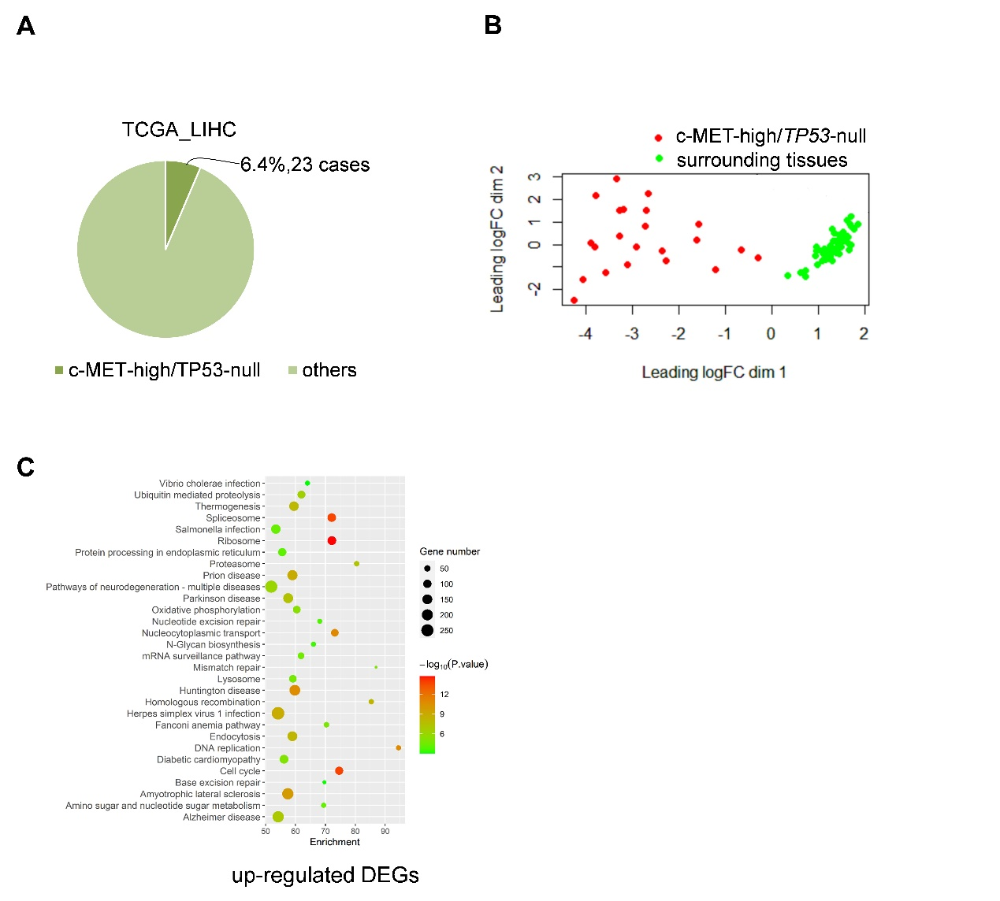 A
B
TCGA_LIHC
6.4%,23 cases
c-MET-high/TP53-null
others
c-MET-high/TP53-null
surrounding tissues
Leading logFC dim 2
3
2
1
0
-2
-4
-3
-2
-1
0
1
2
Leading logFC dim 1
C
Vibrio cholerae infection
Ubiquitin mediated proteolysis
Thermogenesis
Spliceosome
Salmonella infection
Ribosome
Protein processing in endoplasmic reticulum
Proteasome
Prion disease
Pathways of neurodegeneration - multiple diseases
Parkinson disease
Oxidative phosphorylation
Nucleotide excision repair
Nucleocytoplasmic transport
N-Glycan biosynthesis
mRNA surveillance pathway
Mismatch repair
Lysosome
Huntington disease
Homologous recombination
Herpes simplex virus 1 infection
Fanconi anemia pathway
Endocytosis
DNA replication
Diabetic cardiomyopathy
Cell cycle
Base excision repair
Amyotrophic lateral sclerosis
Amino sugar and nucleotide sugar metabolism
Alzheimer disease
50
60
70
80
90
Enrichment
Gene number
50
100
150
200
250
−log10(P.value)
12
9
6
up-regulated DEGs